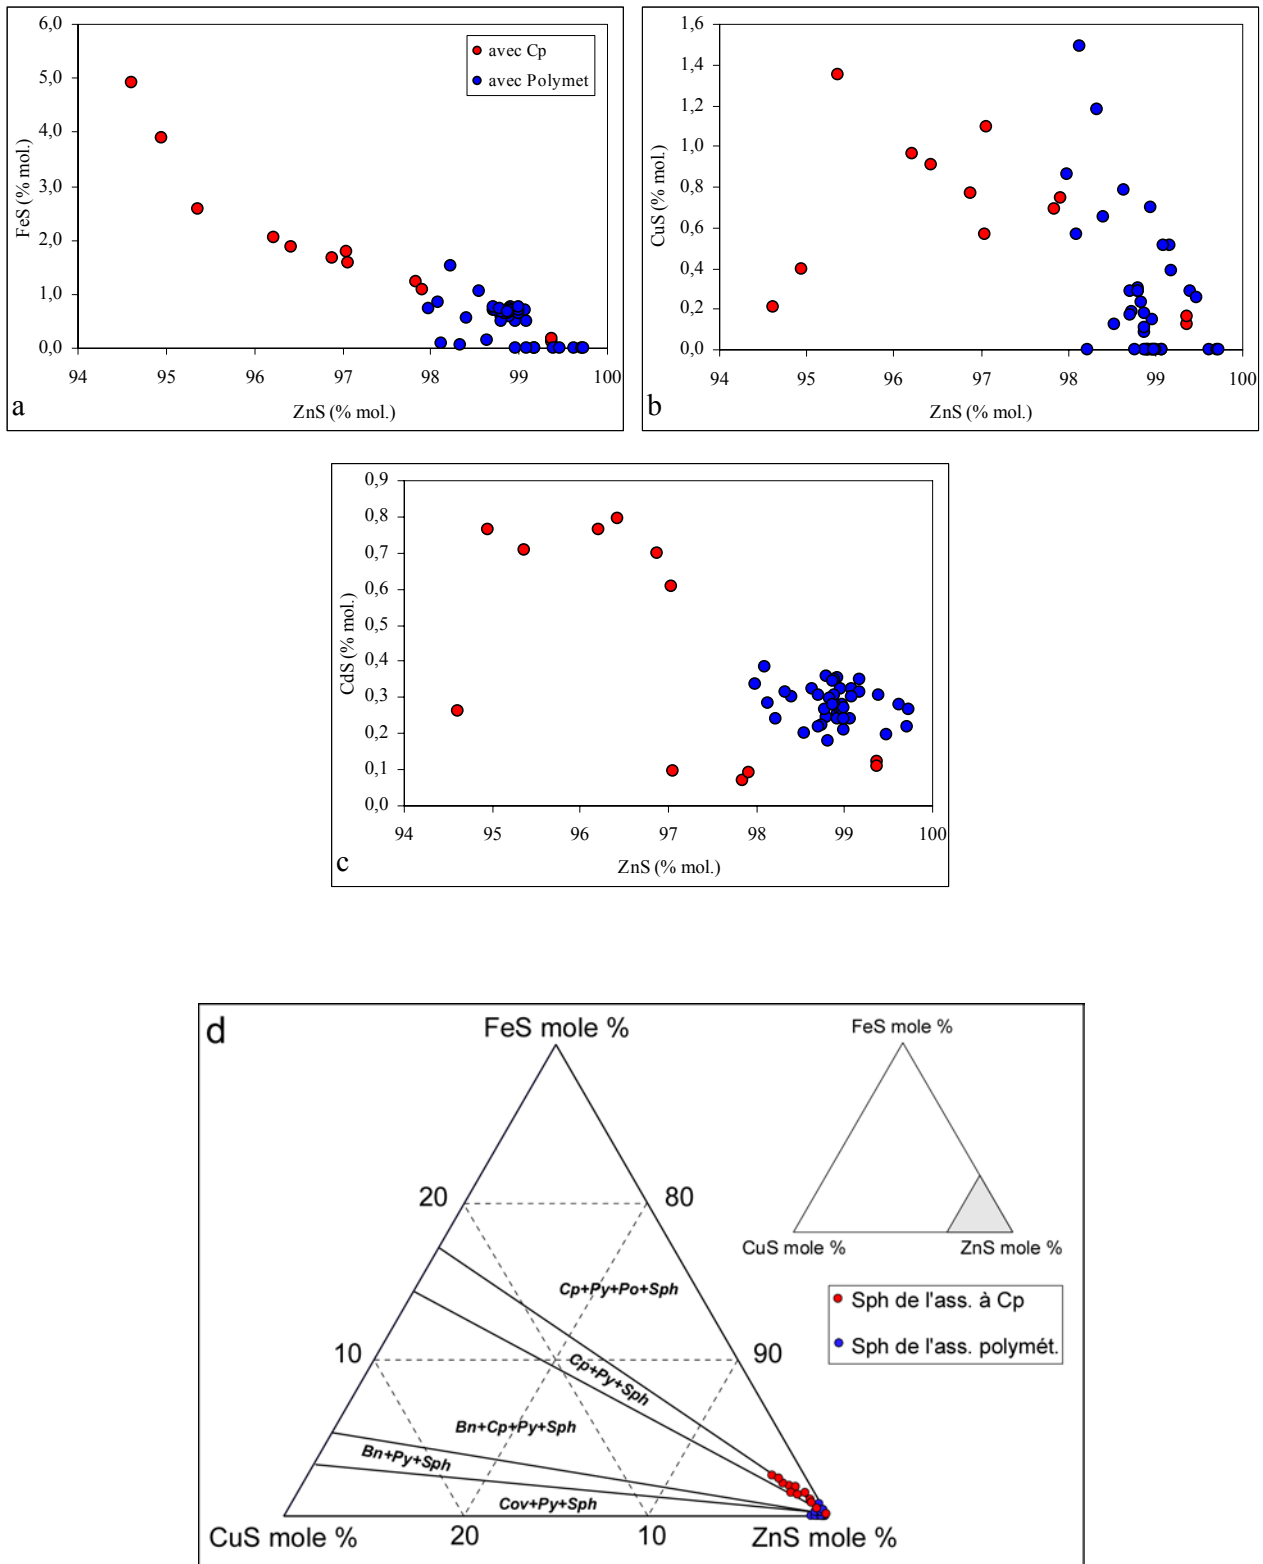 6,0
5,0
4,0
3,0
2,0
1,0
0,0
FeS (% mol.)
avec Cp
avec Polymet
94 95 96 97 98 99 100
ZnS (% mol.)
a
1,6
1,4
1,2
1,0
0,8
0,6
0,4
0,2
0,0
CuS (% mol.)
94 95 96 97 98 99 100
ZnS (% mol.)
b
0,9
0,8
0,7
0,6
0,5
0,4
0,3
0,2
0,1
0,0
CdS (% mol.)
94 95 96 97 98 99 100
ZnS (% mol.)
c
d
FeS mole %
20 80
Cp+Py+Po+Sph
10 90
Cp+Py+Sph
Bn+Cp+Py+Sph
Bn+Py+Sph
Cov+Py+Sph
CuS mole % 20 10 ZnS mole %
FeS mole %
CuS mole % ZnS mole %
Sph de l'ass. à Cp
Sph de l'ass. polymét.